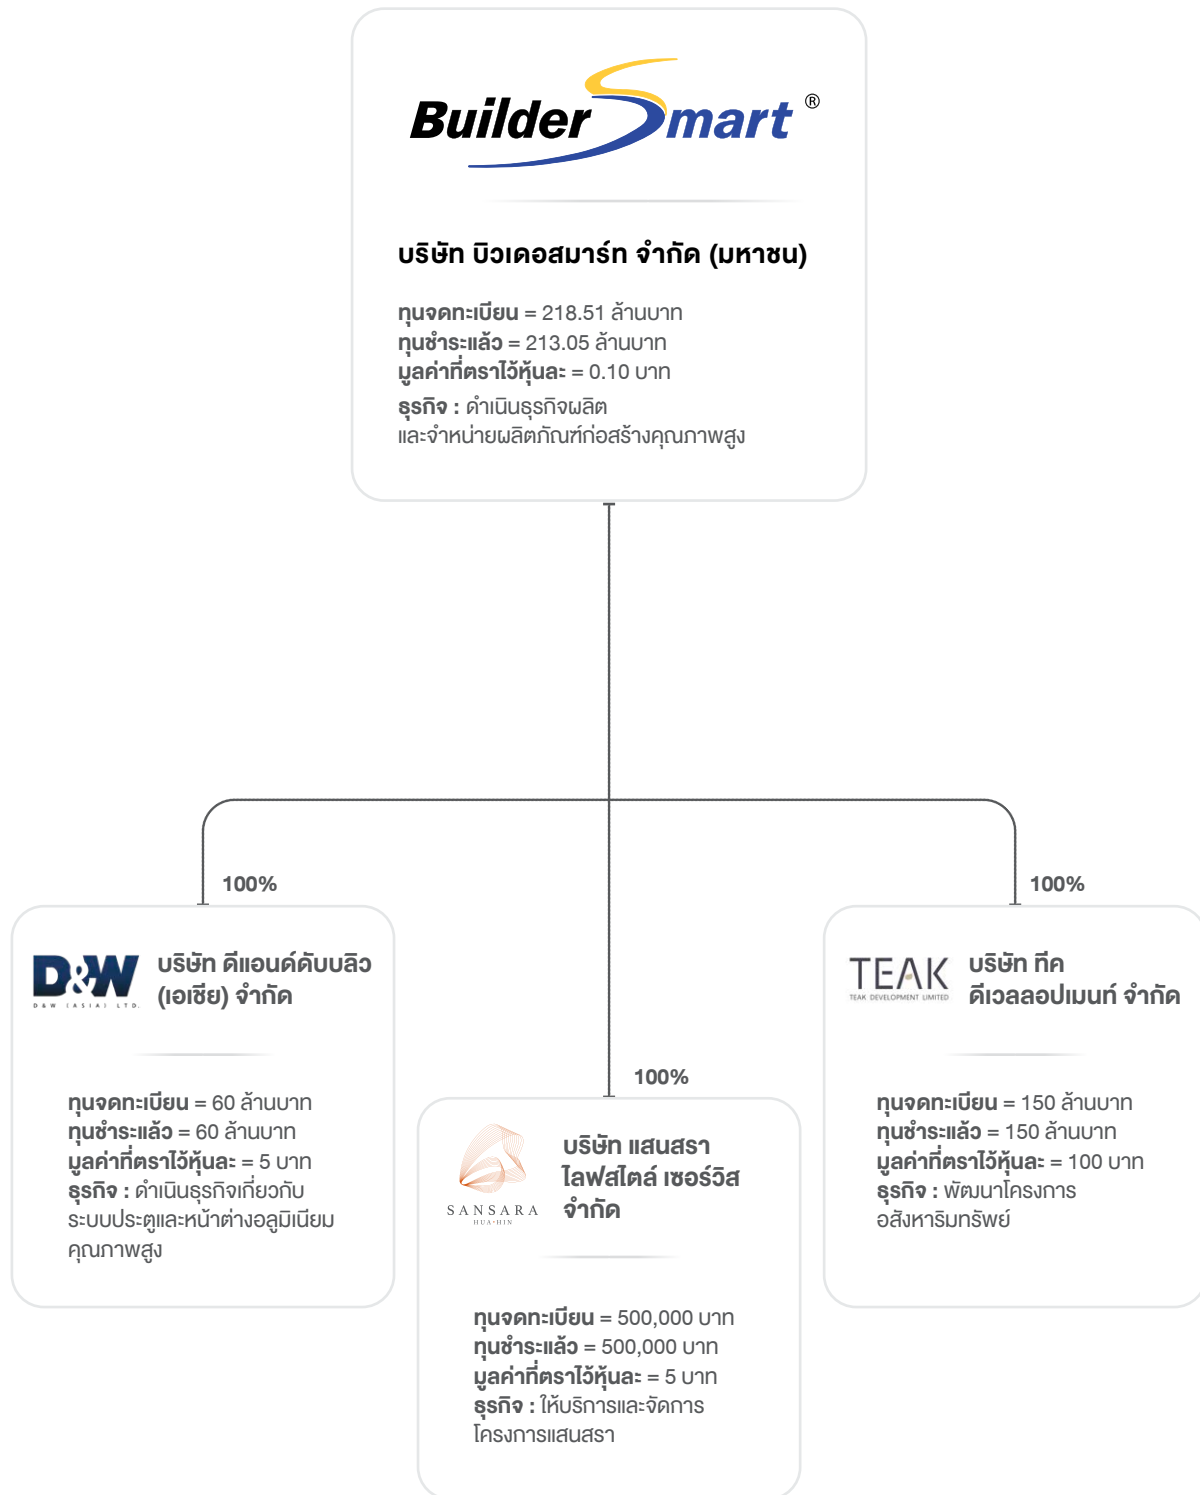 BuilderSmart ®
บริษัท บิวเดอสมาร์ท จำกัด (มหาชน)
ทุนจดทะเบียน = 218.51 ล้านบาท
ทุนชำระแล้ว = 213.05 ล้านบาท
มูลค่าที่ตราไว้หุ้นละ = 0.10 บาท
ธุรกิจ : ดำเนินธุรกิจผลิต
และจำหน่ายผลิตภัณฑ์ก่อสร้างคุณภาพสูง
100%
D&W
D&W (ASIA) LTD.
บริษัท ดีแอนด์ดับบลิว
(เอเชีย) จำกัด
ทุนจดทะเบียน = 60 ล้านบาท
ทุนชำระแล้ว = 60 ล้านบาท
มูลค่าที่ตราไว้หุ้นละ = 5 บาท
ธุรกิจ : ดำเนินธุรกิจเกี่ยวกับ
ระบบประตูและหน้าต่างอลูมิเนียม
คุณภาพสูง
100%
SANSARA
HUA•HIN
บริษัท แสนสรา
ไลฟสไตล์ เซอร์วิส
จำกัด
ทุนจดทะเบียน = 500,000 บาท
ทุนชำระแล้ว = 500,000 บาท
มูลค่าที่ตราไว้หุ้นละ = 5 บาท
ธุรกิจ : ให้บริการและจัดการ
โครงการแสนสรา
100%
TEAK
TEAK DEVELOPMENT LIMITED
บริษัท ทีค
ดีเวลลอปเมนท์ จำกัด
ทุนจดทะเบียน = 150 ล้านบาท
ทุนชำระแล้ว = 150 ล้านบาท
มูลค่าที่ตราไว้หุ้นละ = 100 บาท
ธุรกิจ : พัฒนาโครงการ
อสังหาริมทรัพย์